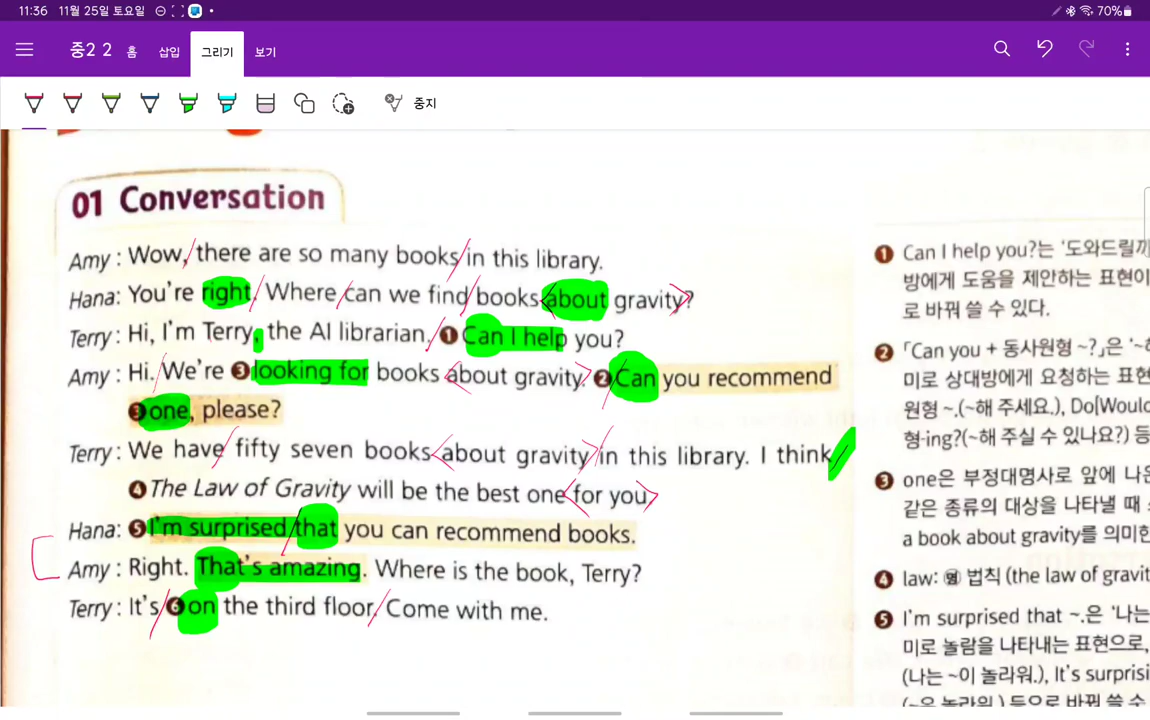 11:36 11월 25일 토요일 70%
중2 2 홈 삽입 그리기 보기
중지
01 Conversation
Amy : Wow, there are so many books in this library.
Hana: You're right. Where can we find books about gravity?
Terry: Hi, I'm Terry, the AI librarian. ❶ Can I help you?
Amy : Hi. We're ❸ looking for books about gravity. ❷ Can you recommend
❸ one, please?
Terry: We have fifty seven books about gravity in this library. I think
❹ The Law of Gravity will be the best one for you.
Hana: ❺ I'm surprised that you can recommend books.
Amy : Right. That's amazing. Where is the book, Terry?
Terry : It's ❻ on the third floor. Come with me.
❶ Can I help you?는 '도와드릴까
방에게 도움을 제안하는 표현이
로 바꿔 쓸 수 있다.
❷ 「Can you + 동사원형 ~?」은 '~
미로 상대방에게 요청하는 표현
원형 ~.(~해 주세요.), Do[Would
형-ing?(~해 주실 수 있나요?) 등
❸ one은 부정대명사로 앞에 나온
같은 종류의 대상을 나타낼 때
a book about gravity를 의미한
❹ law: 명 법칙 (the law of gravit
❺ I'm surprised that ~.은 '나는
미로 놀람을 나타내는 표현으로,
(나는 ~이 놀라워.), It's surprisi
(~은 놀라워.) 등으로 바꿔 쓸 수